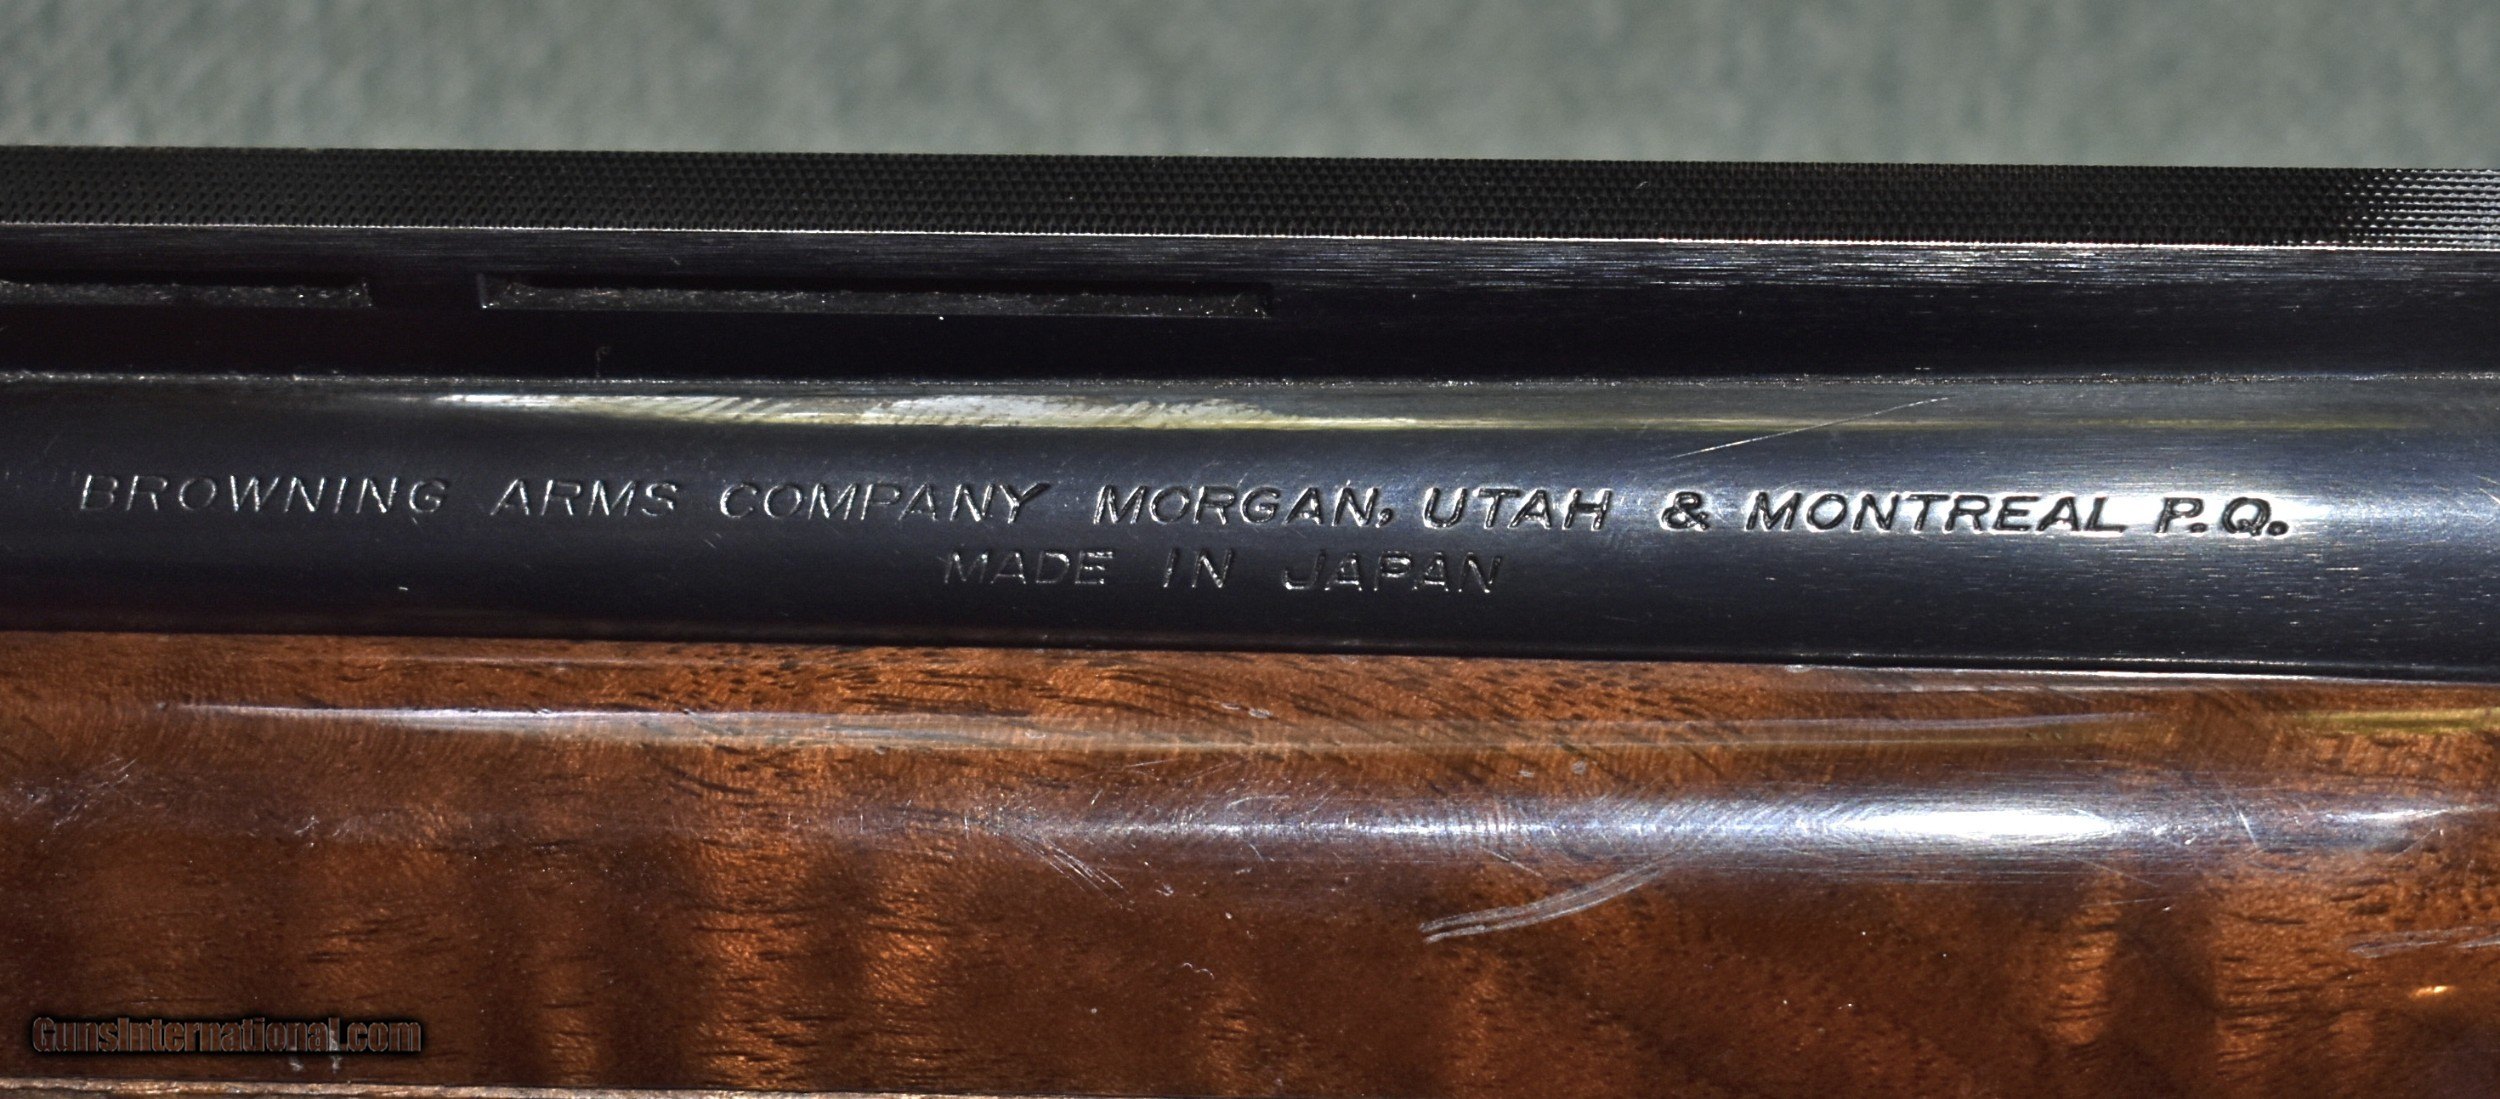 BROWNING ARMS COMPANY MORGAN, UTAH & MONTREAL P.Q.
MADE IN JAPAN
GunsInternational.com